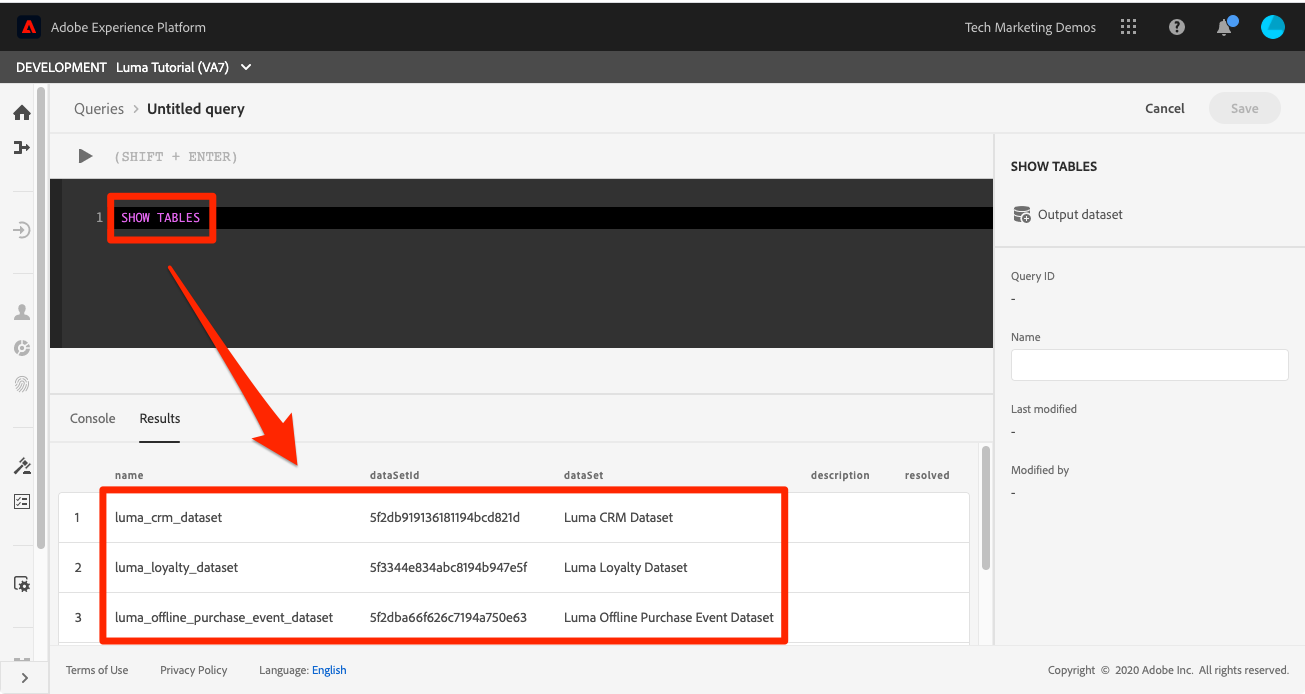 Adobe Experience Platform
Tech Marketing Demos
DEVELOPMENT Luma Tutorial (VA7)
Queries > Untitled query
Cancel
Save
(SHIFT + ENTER)
1 SHOW TABLES
SHOW TABLES
Output dataset
Query ID
-
Name
Last modified
-
Modified by
-
Console Results
name dataSetId dataSet description resolved
1 luma_crm_dataset 5f2db919136181194bcd821d Luma CRM Dataset
2 luma_loyalty_dataset 5f3344e834abc8194b947e5f Luma Loyalty Dataset
3 luma_offline_purchase_event_dataset 5f2dba66f626c7194a750e63 Luma Offline Purchase Event Dataset
Terms of Use Privacy Policy Language: English Copyright © 2020 Adobe Inc. All rights reserved.